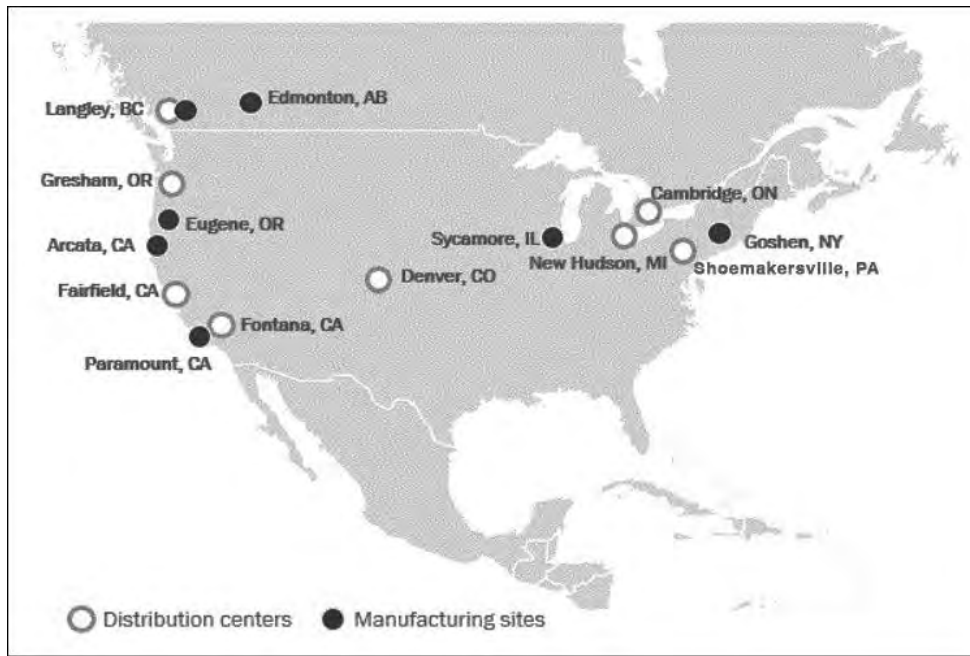 Langley, BC
Edmonton, AB
Gresham, OR
Cambridge, ON
Eugene, OR
Arcata, CA
Sycamore, IL
Goshen, NY
New Hudson, MI
Shoemakersville, PA
Denver, CO
Fairfield, CA
Fontana, CA
Paramount, CA
Distribution centers
Manufacturing sites